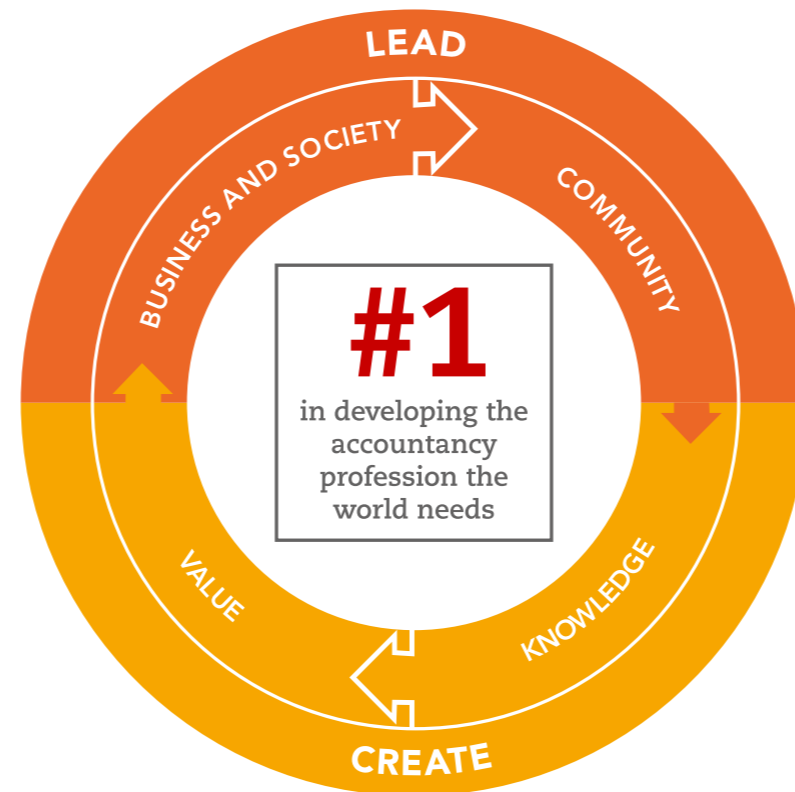 LEAD
BUSINESS AND SOCIETY
COMMUNITY
#1
in developing the
accountancy
profession the
world needs
VALUE
KNOWLEDGE
CREATE